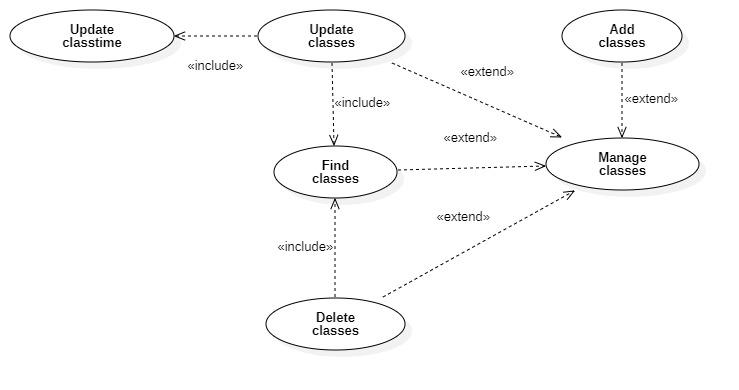 Update
classtime
Update
classes
Add
classes
«include»
«extend»
«include»
«extend»
«extend»
Find
classes
Manage
classes
«extend»
«include»
Delete
classes